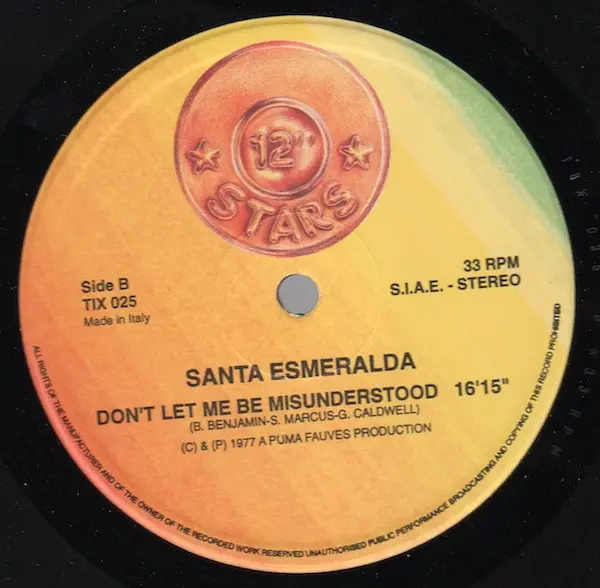 12"
STARS
Side B
TIX 025
Made in Italy
33 RPM
S.I.A.E. - STEREO
SANTA ESMERALDA
DON'T LET ME BE MISUNDERSTOOD 16'15"
(B. BENJAMIN-S. MARCUS-G. CALDWELL)
(C) & (P) 1977 A PUMA FAUVES PRODUCTION
ALL RIGHTS OF THE MANUFACTURER AND OF THE OWNER OF THE RECORDED WORK RESERVED UNAUTHORISED PUBLIC PERFORMANCE BROADCASTING AND COPYING OF THIS RECORD PROHIBITED